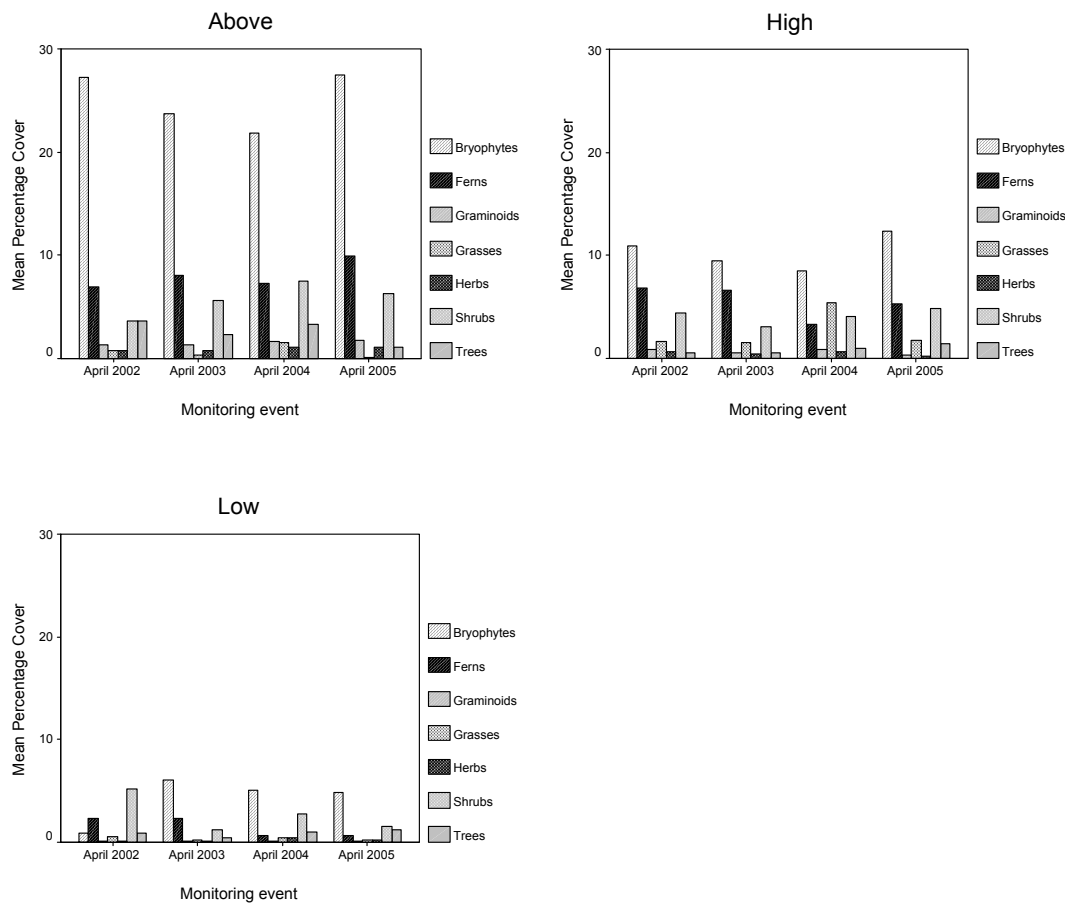 Above
Mean Percentage Cover
30
20
10
0
April 2002 April 2003 April 2004 April 2005
Monitoring event
Bryophytes
Ferns
Graminoids
Grasses
Herbs
Shrubs
Trees
High
Mean Percentage Cover
30
20
10
0
April 2002 April 2003 April 2004 April 2005
Monitoring event
Bryophytes
Ferns
Graminoids
Grasses
Herbs
Shrubs
Trees
Low
Mean Percentage Cover
30
20
10
0
April 2002 April 2003 April 2004 April 2005
Monitoring event
Bryophytes
Ferns
Graminoids
Grasses
Herbs
Shrubs
Trees